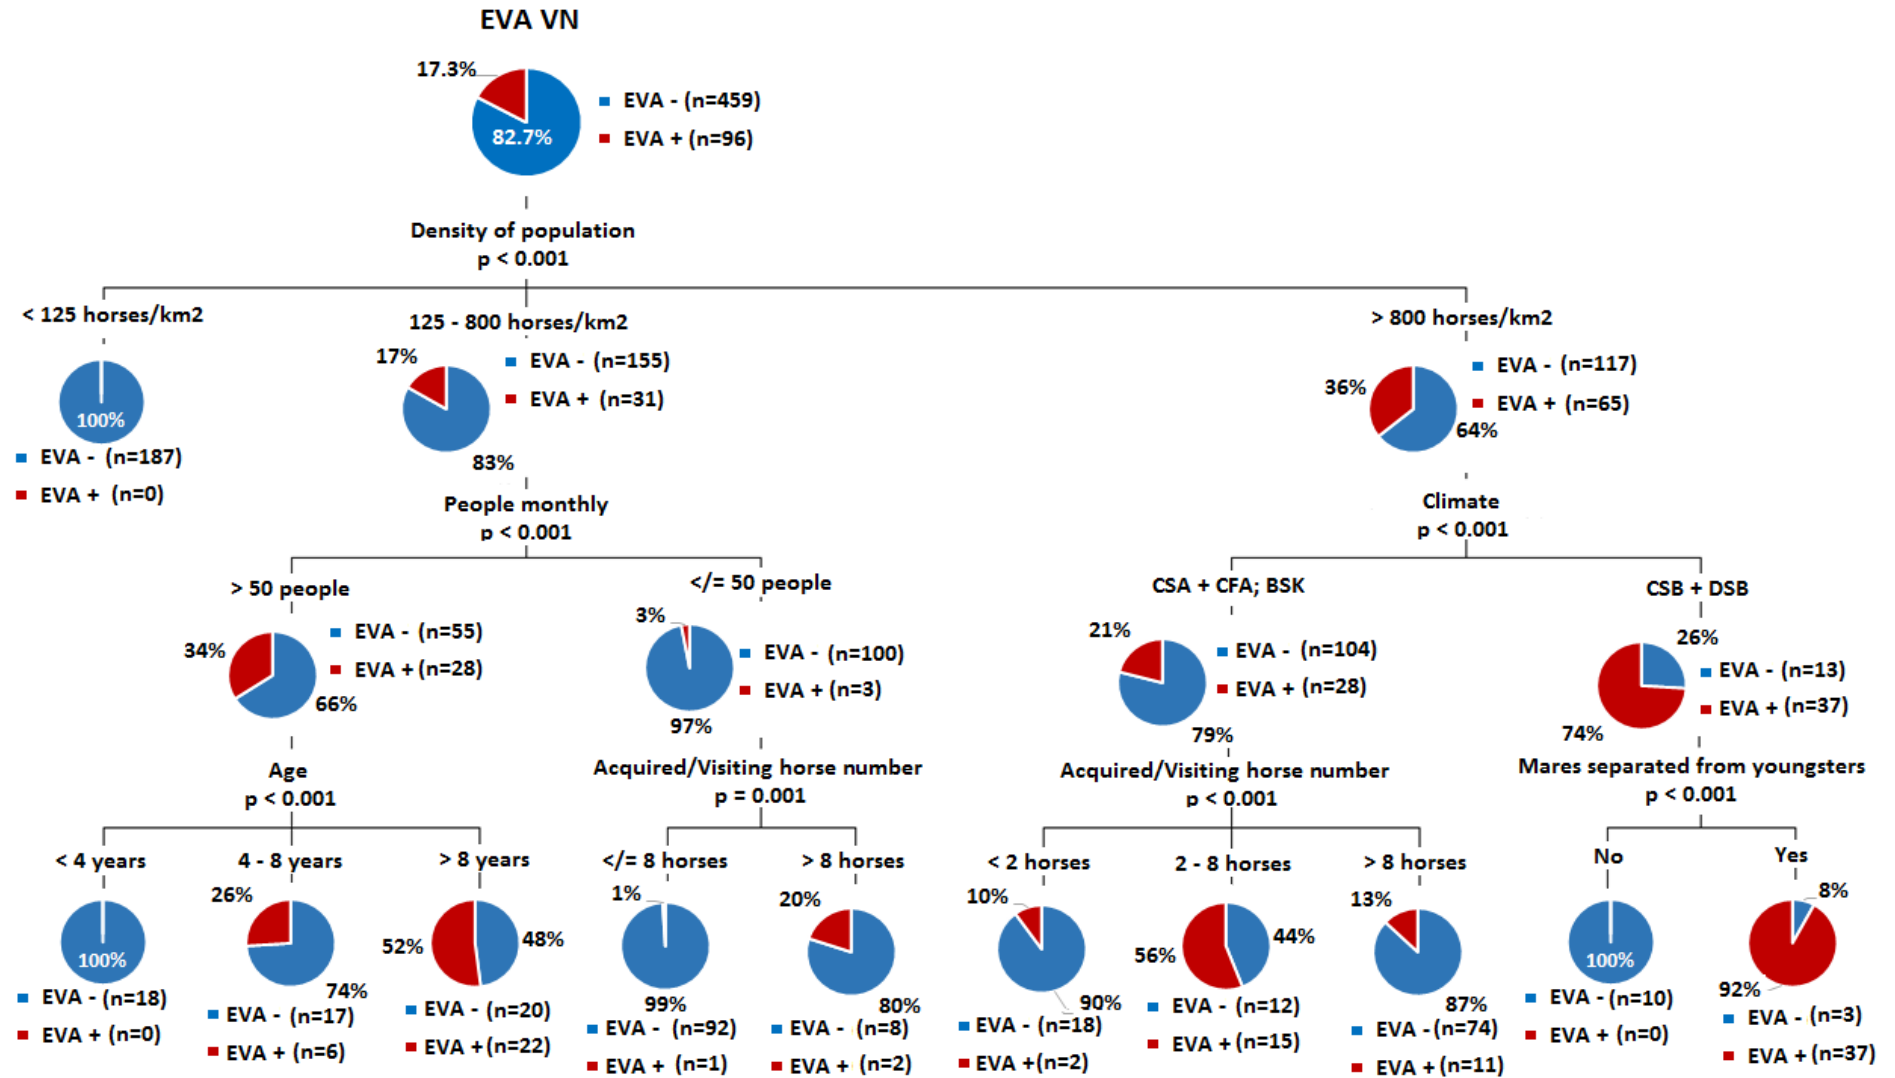 EVA VN
17.3%
82.7%
EVA - (n=459)
EVA + (n=96)
Density of population
p < 0.001
< 125 horses/km2
100%
EVA - (n=187)
EVA + (n=0)
125 - 800 horses/km2
17%
EVA - (n=155)
EVA + (n=31)
83%
> 800 horses/km2
36%
EVA - (n=117)
EVA + (n=65)
64%
People monthly
p < 0.001
Climate
p < 0.001
> 50 people
34%
EVA - (n=55)
EVA + (n=28)
66%
</= 50 people
3%
EVA - (n=100)
EVA + (n=3)
97%
CSA + CFA; BSK
21%
EVA - (n=104)
EVA + (n=28)
79%
CSB + DSB
26%
EVA - (n=13)
EVA + (n=37)
74%
Age
p < 0.001
Acquired/Visiting horse number
p = 0.001
Acquired/Visiting horse number
p < 0.001
Mares separated from youngsters
p < 0.001
< 4 years
100%
EVA - (n=18)
EVA + (n=0)
4 - 8 years
26%
74%
EVA - (n=17)
EVA + (n=6)
> 8 years
52%
48%
EVA - (n=20)
EVA + (n=22)
</= 8 horses
1%
99%
EVA - (n=92)
EVA + (n=1)
> 8 horses
20%
80%
EVA - (n=8)
EVA + (n=2)
< 2 horses
10%
90%
EVA - (n=18)
EVA +(n=2)
2 - 8 horses
56%
44%
EVA - (n=12)
EVA + (n=15)
> 8 horses
13%
87%
EVA - (n=74)
EVA + (n=11)
No
100%
EVA - (n=10)
EVA + (n=0)
Yes
8%
92%
EVA - (n=3)
EVA + (n=37)